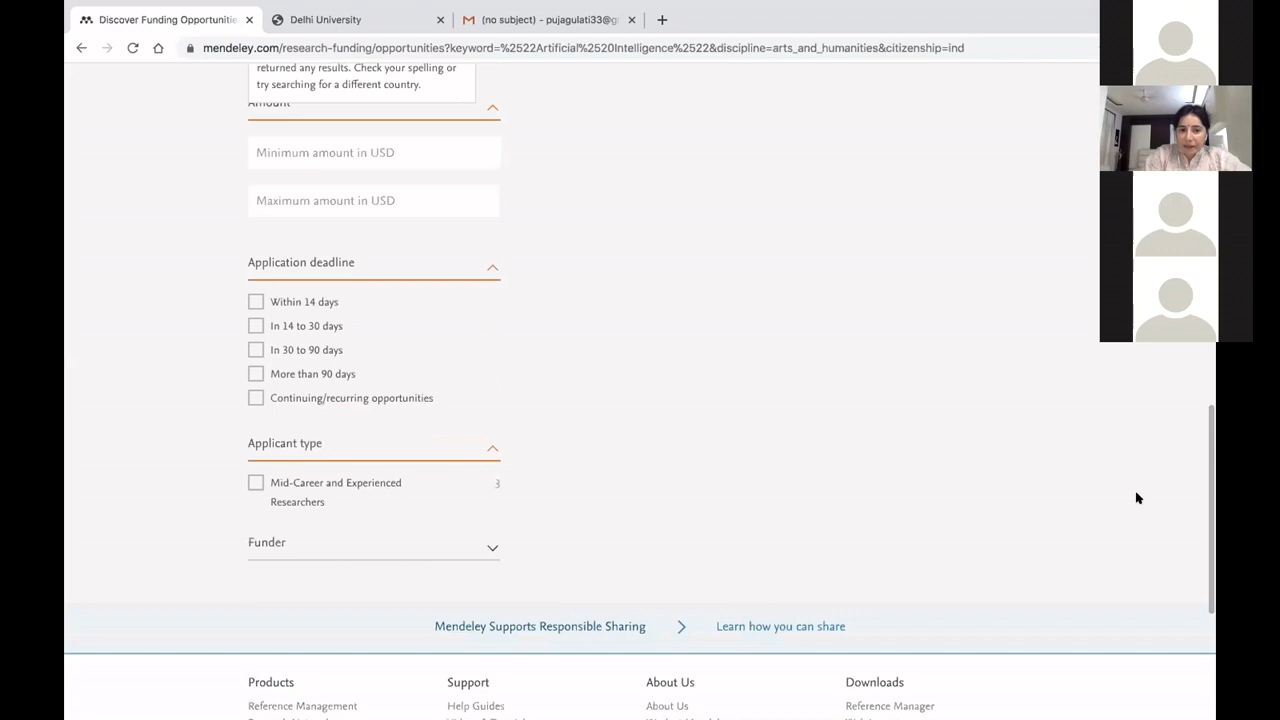 Discover Funding Opportunitie
Delhi University
(no subject) - pujagulati33@g
mendeley.com/research-funding/opportunities?keyword=%2522Artificial%2520Intelligence%2522&discipline=arts_and_humanities&citizenship=ind
returned any results. Check your spelling or
try searching for a different country.
Amount
Minimum amount in USD
Maximum amount in USD
Application deadline
Within 14 days
In 14 to 30 days
In 30 to 90 days
More than 90 days
Continuing/recurring opportunities
Applicant type
Mid-Career and Experienced 3
Researchers
Funder
Mendeley Supports Responsible Sharing
Learn how you can share
Products Support About Us Downloads
Reference Management Help Guides About Us Reference Manager